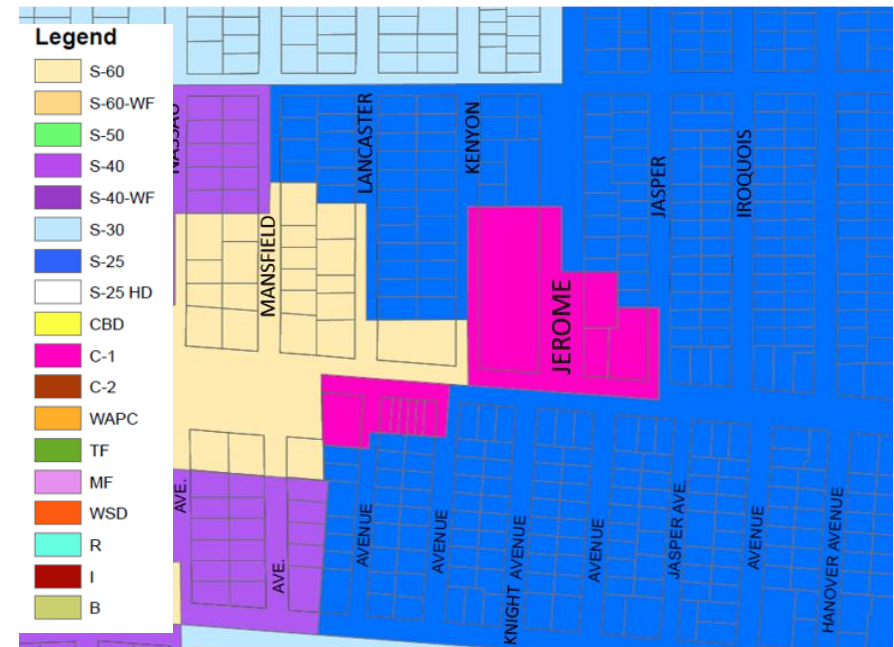 Legend
S-60
S-60-WF
S-50
S-40
S-40-WF
S-30
S-25
S-25 HD
CBD
C-1
C-2
WAPC
TF
MF
WSD
R
I
B
NASSAU
MANSFIELD
LANCASTER
KENYON
JEROME
JASPER
IROQUOIS
AVE.
AVE.
AVENUE
AVENUE
KNIGHT AVENUE
AVENUE
JASPER AVE.
AVENUE
HANOVER AVENUE